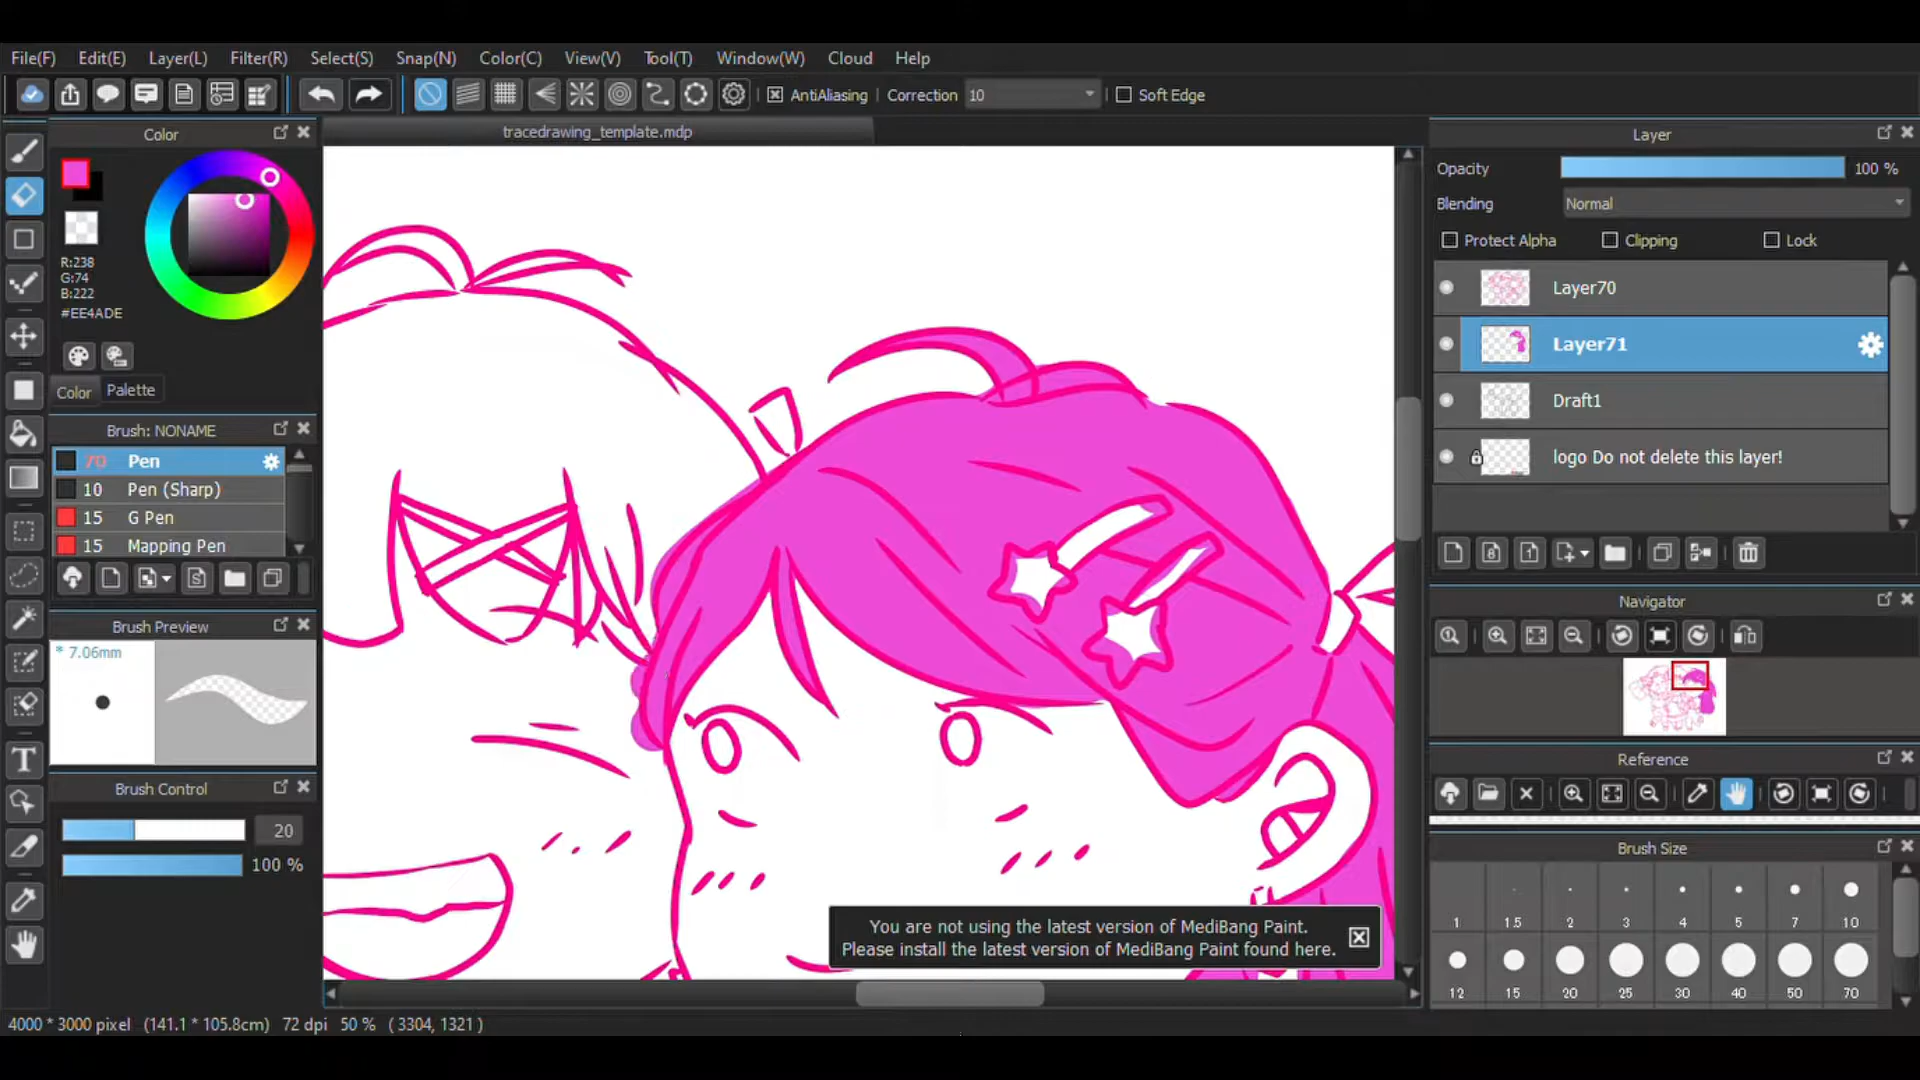 File(F) Edit(E) Layer(L) Filter(R) Select(S) Snap(N) Color(C) View(V) Tool(T) Window(W) Cloud Help
AntiAliasing Correction 10 Soft Edge
Color
R:238
G:74
B:222
#EE4ADE
Color Palette
Brush: NONAME
70 Pen
10 Pen (Sharp)
15 G Pen
15 Mapping Pen
Brush Preview
* 7.06mm
Brush Control
20
100 %
tracedrawing_template.mdp
You are not using the latest version of MediBang Paint.
Please install the latest version of MediBang Paint found here.
Layer
Opacity 100 %
Blending Normal
Protect Alpha Clipping Lock
Layer70
Layer71
Draft1
logo Do not delete this layer!
Navigator
Reference
Brush Size
1 1.5 2 3 4 5 7 10
12 15 20 25 30 40 50 70
4000 * 3000 pixel (141.1 * 105.8cm) 72 dpi 50 % ( 3304, 1321 )